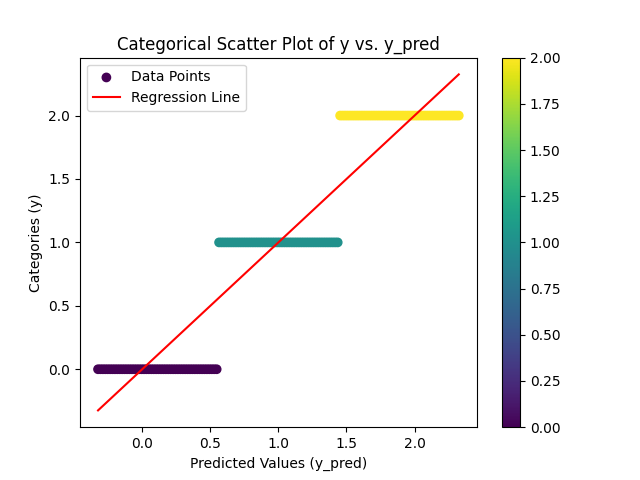 Categorical Scatter Plot of y vs. y_pred
Data Points
Regression Line
Categories (y)
2.0
1.5
1.0
0.5
0.0
0.0 0.5 1.0 1.5 2.0
Predicted Values (y_pred)
2.00
1.75
1.50
1.25
1.00
0.75
0.50
0.25
0.00